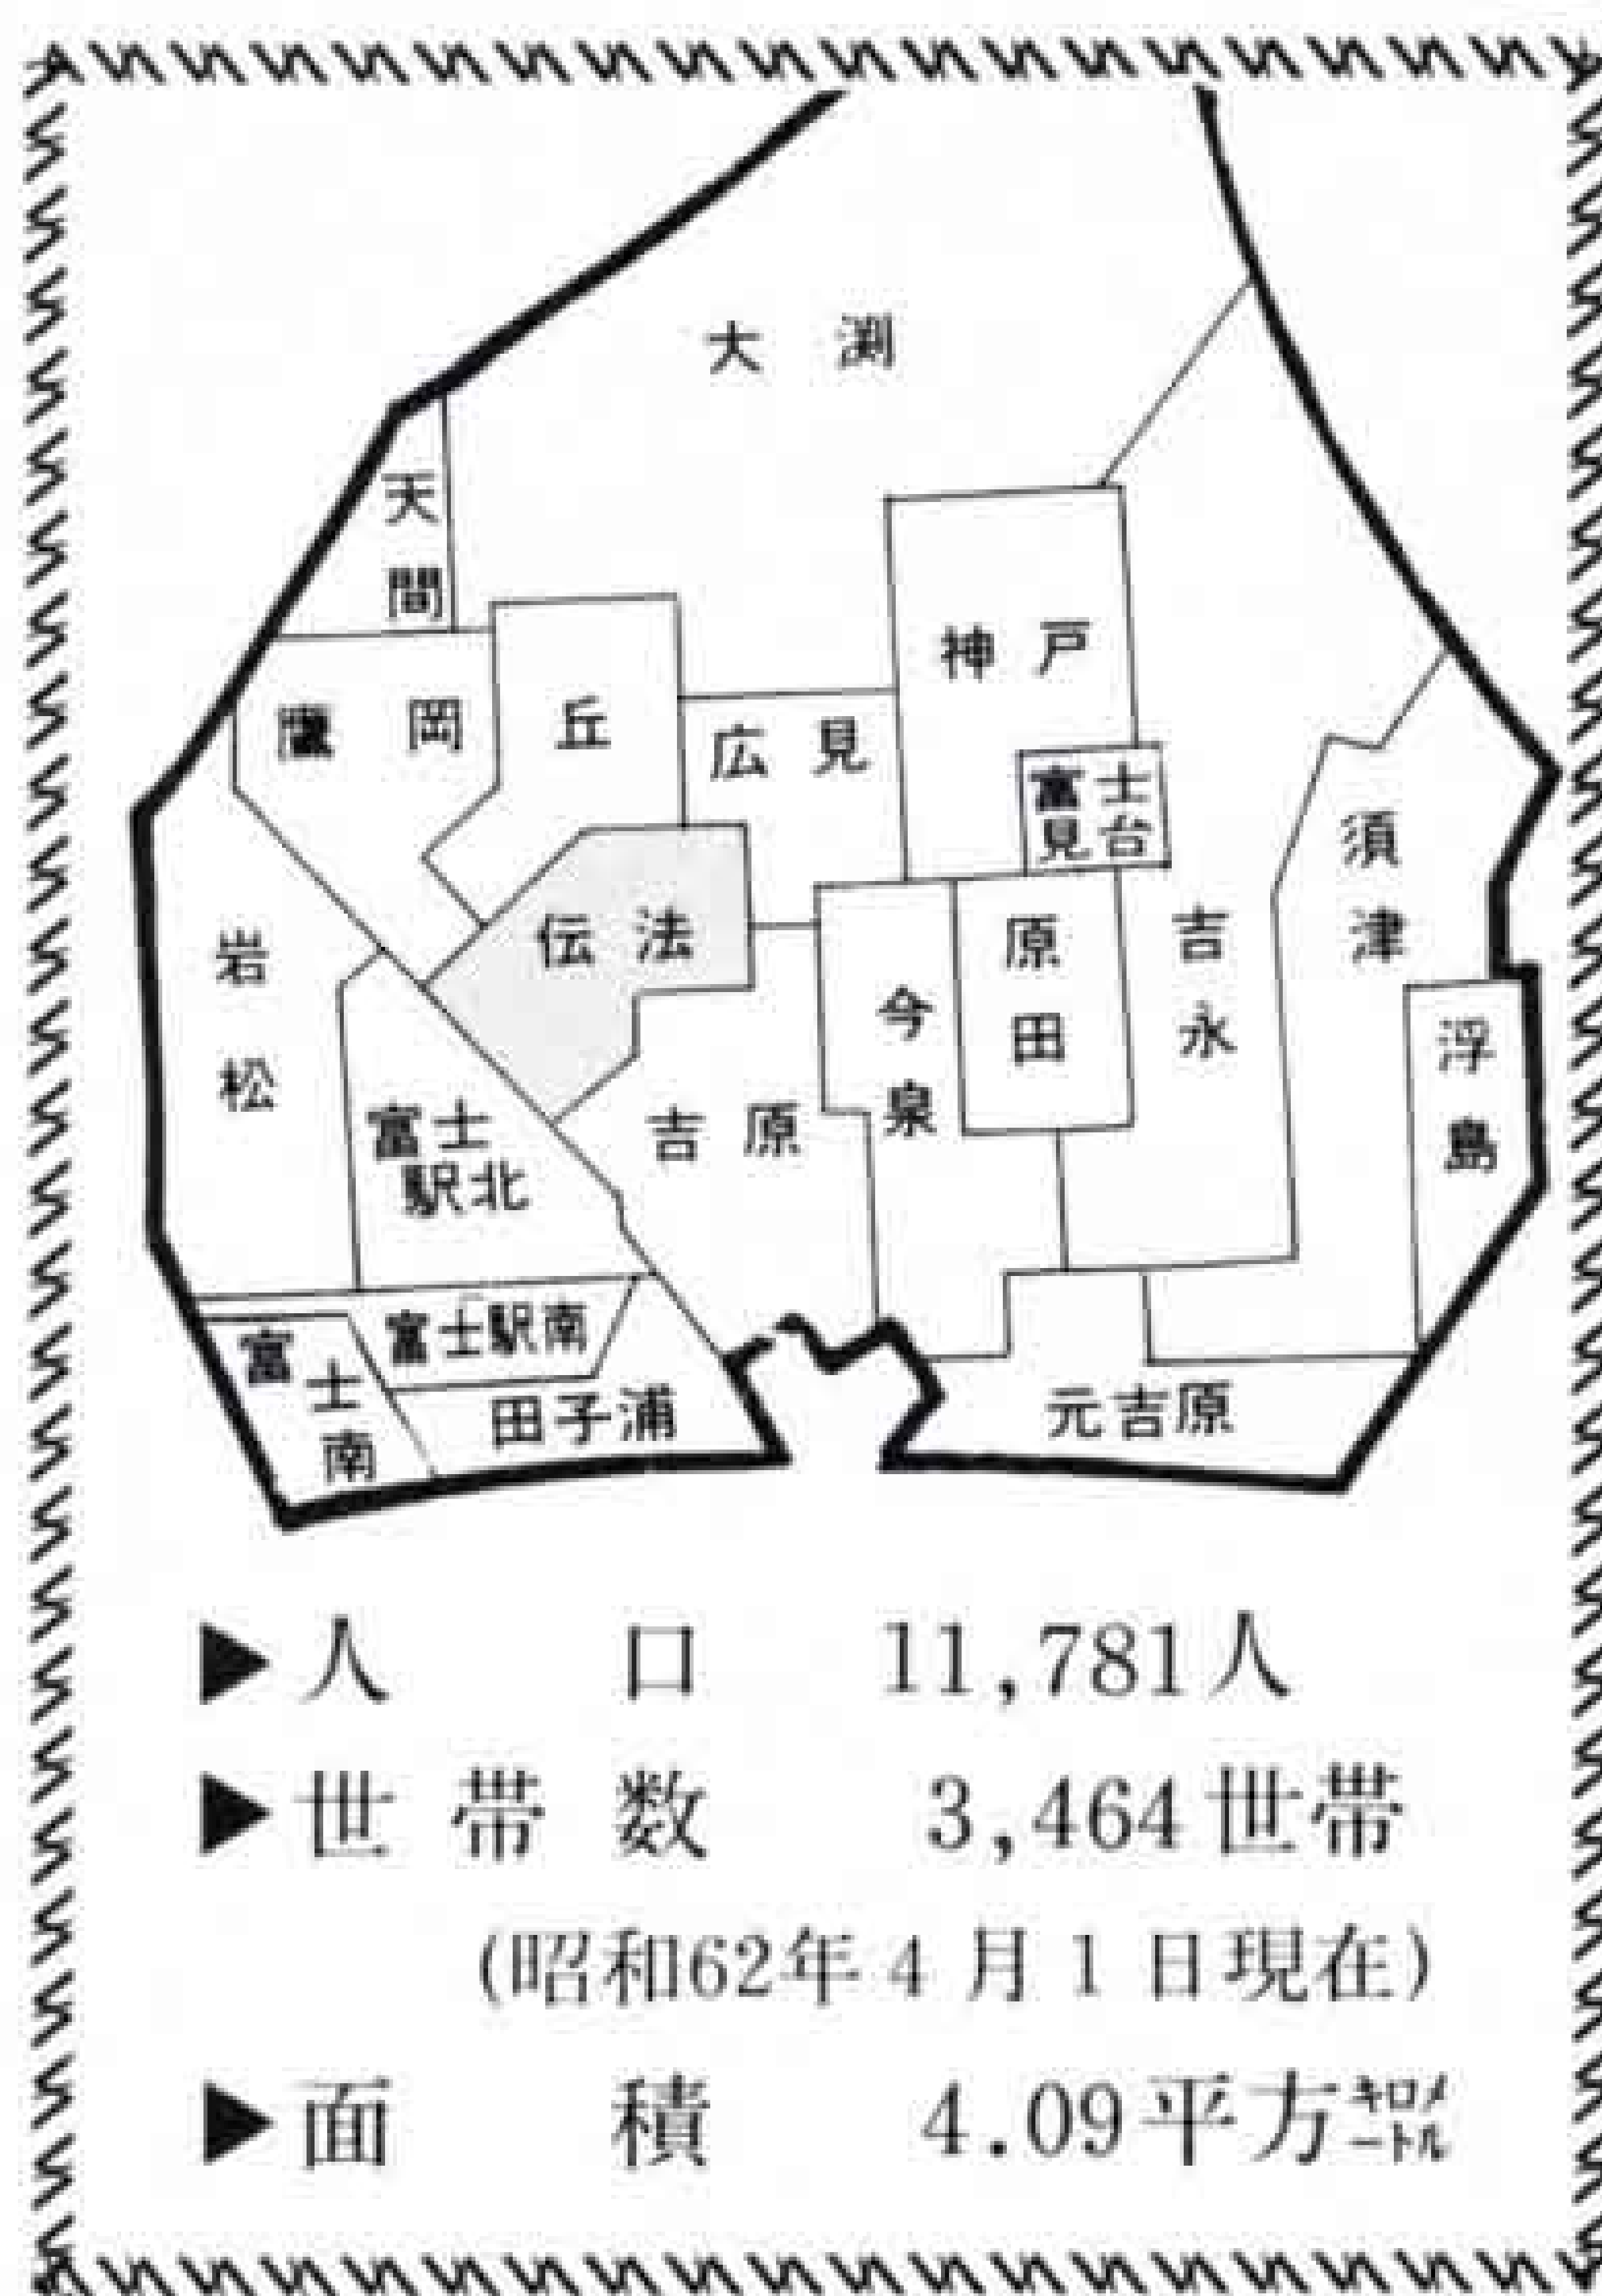 大渕
天間
神戸
鷹岡
丘
広見
富士
見台
須津
伝法
岩松
原田
吉永
今泉
浮島
富士
駅北
吉原
富士駅南
富士南
田子浦
元吉原
▶人口 11,781人
▶世帯数 3,464世帯
(昭和62年4月1日現在)
▶面積 4.09平方キロメートル